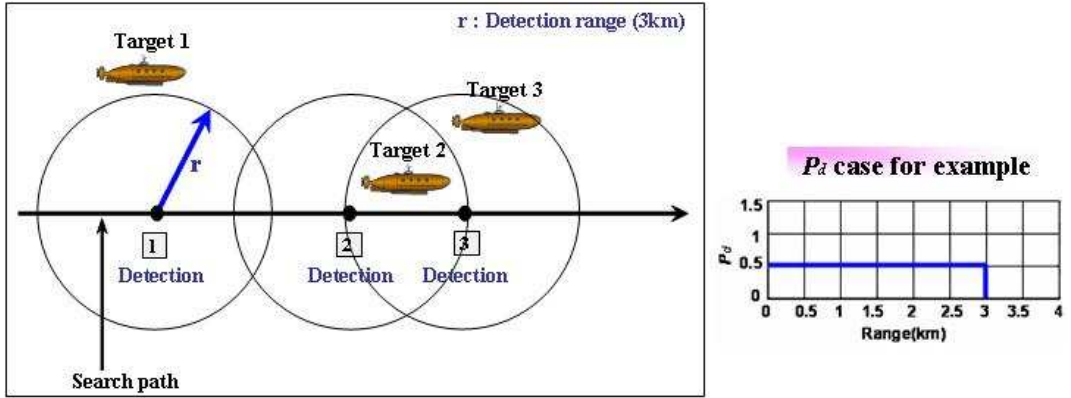 r : Detection range (3km)
Target 1
Target 3
r
Target 2
1
2
3
Detection
Detection
Detection
Search path
Pd case for example
1.5
1
0.5
0
Pd
0 0.5 1 1.5 2 2.5 3 3.5 4
Range(km)